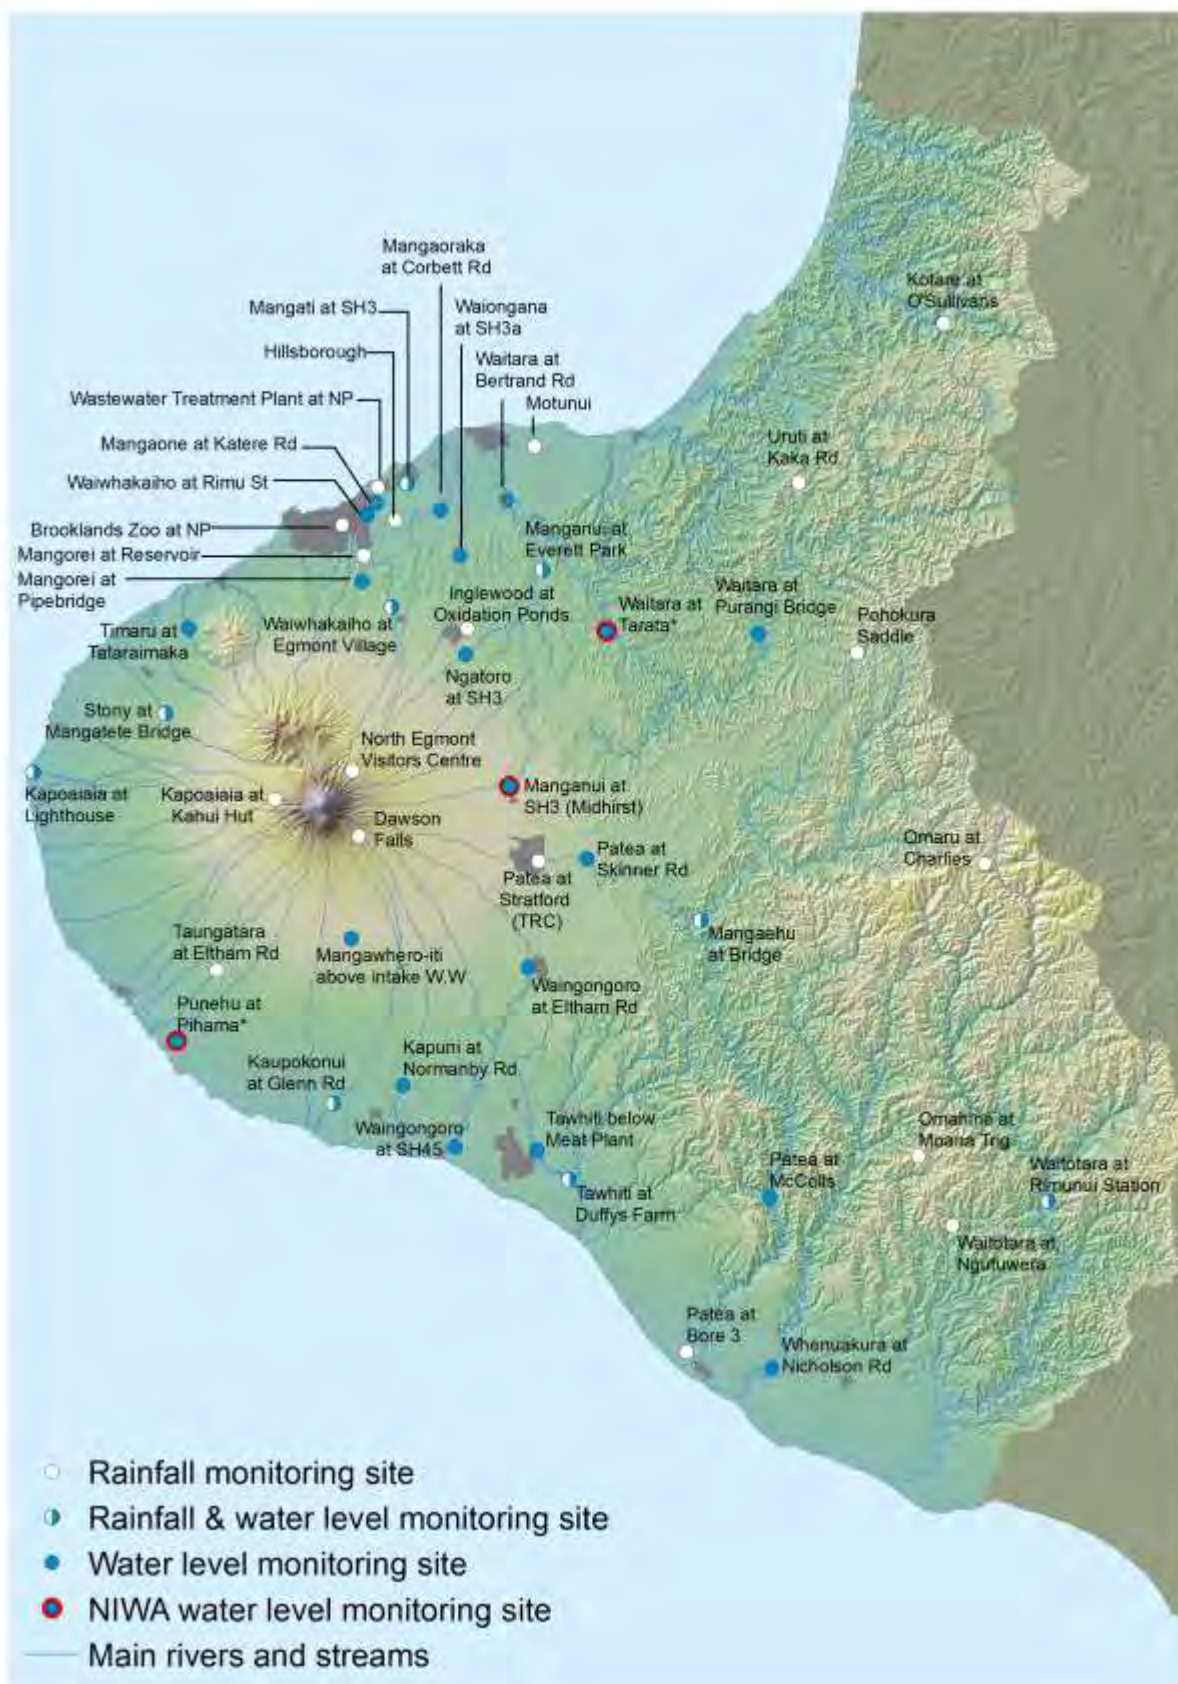 Mangaoraka
at Corbett Rd
Mangati at SH3
Waiongana
at SH3a
Hillsborough
Waitara at
Bertrand Rd
Wastewater Treatment Plant at NP
Motunui
Mangaone at Katere Rd
Waiwhakaiho at Rimu St
Brooklands Zoo at NP
Mangorei at Reservoir
Mangorei at
Pipebridge
Kotare at
O'Sullivans
Uruti at
Kaka Rd
Manganui at
Everett Park
Inglewood at
Oxidation Ponds
Waitara at
Tarata*
Waitara at
Purangi Bridge
Pohokura
Saddle
Timaru at
Tataraimaka
Waiwhakaiho at
Egmont Village
Ngatoro
at SH3
Stony at
Mangatete Bridge
North Egmont
Visitors Centre
Kapoaiaia at
Lighthouse
Kapoaiaia at
Kahui Hut
Manganui at
SH3 (Midhirst)
Dawson
Falls
Patea at
Skinner Rd
Omaru at
Charlies
Patea at
Stratford
(TRC)
Taungatara
at Eltham Rd
Mangawhero-iti
above intake W.W
Mangaehu
at Bridge
Waingongoro
at Eltham Rd
Punehu at
Pihama*
Kaupokonui
at Glenn Rd
Kapuni at
Normanby Rd
Waingongoro
at SH45
Tawhiti below
Meat Plant
Tawhiti at
Duffys Farm
Patea at
McColls
Omahine at
Moana Trig
Waitotara at
Rimunui Station
Waitotara at
Ngutuwera
Patea at
Bore 3
Whenuakura at
Nicholson Rd
Rainfall monitoring site
Rainfall & water level monitoring site
Water level monitoring site
NIWA water level monitoring site
Main rivers and streams